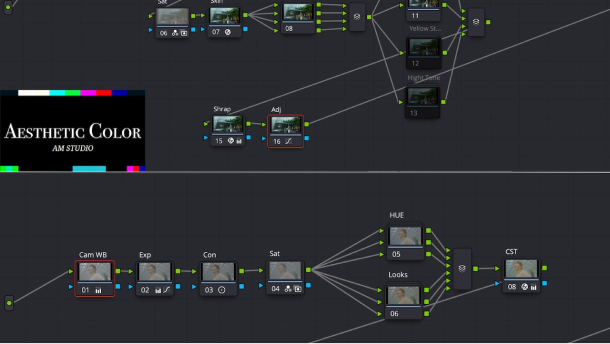 Sat
Skin
06
07
08
11
Yellow St...
12
Hight Tone
13
Shrap
Adj
15
16
AESTHETIC COLOR
AM STUDIO
HUE
Cam WB
Exp
Con
Sat
05
CST
01
02
03
04
Looks
08
06